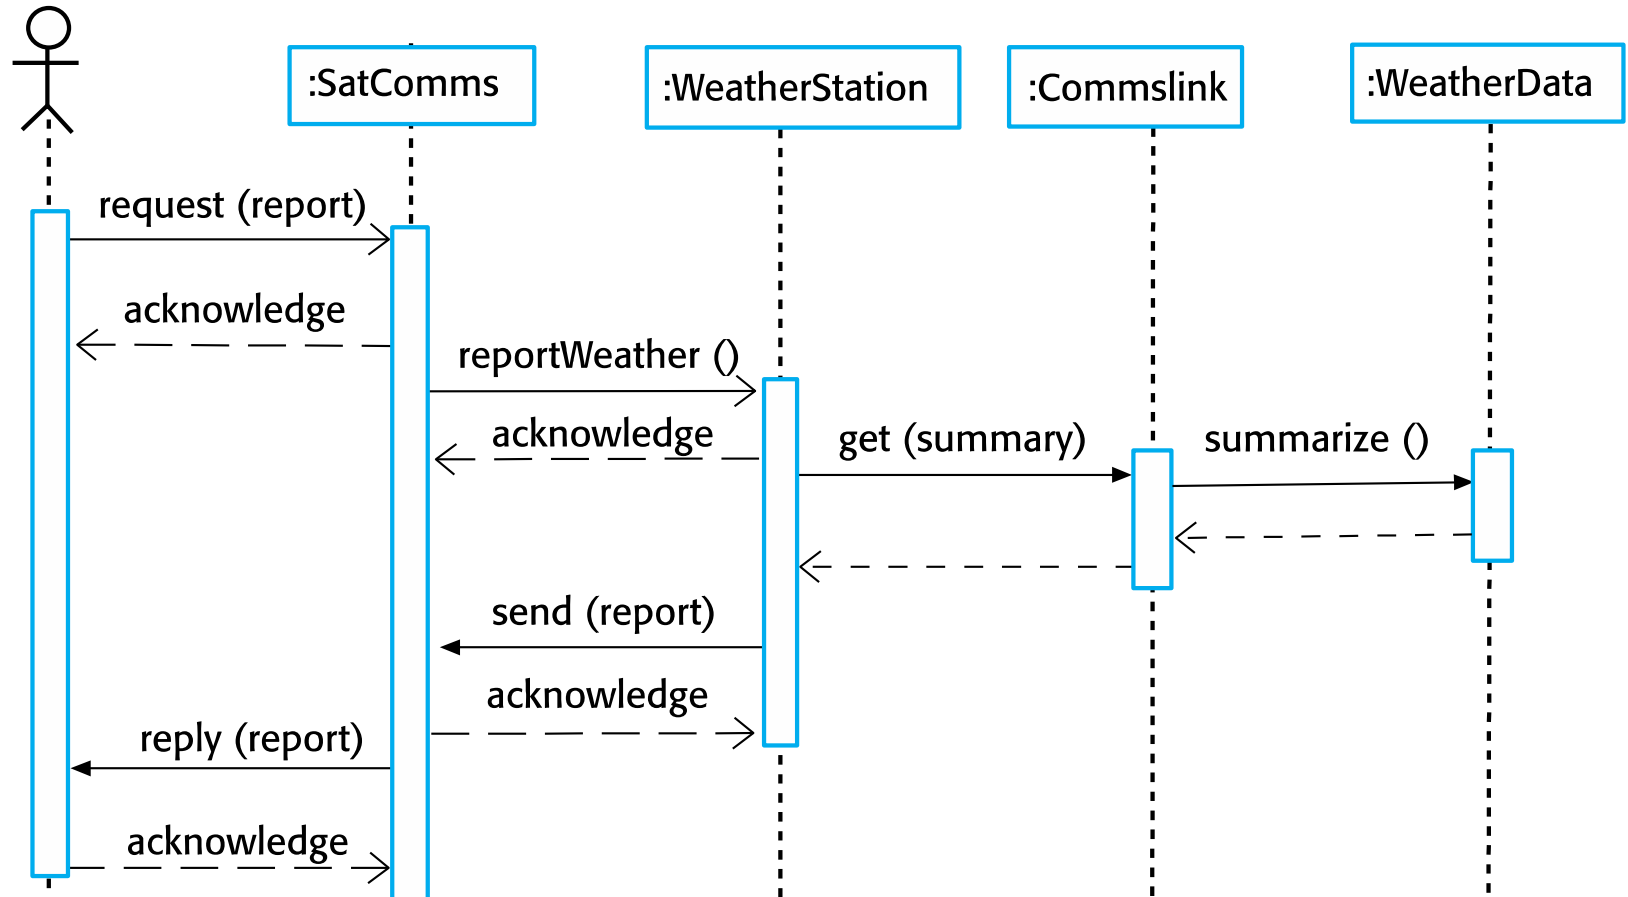 :SatComms
:WeatherStation
:Commslink
:WeatherData
request (report)
acknowledge
reportWeather ()
acknowledge
get (summary)
summarize ()
send (report)
acknowledge
reply (report)
acknowledge